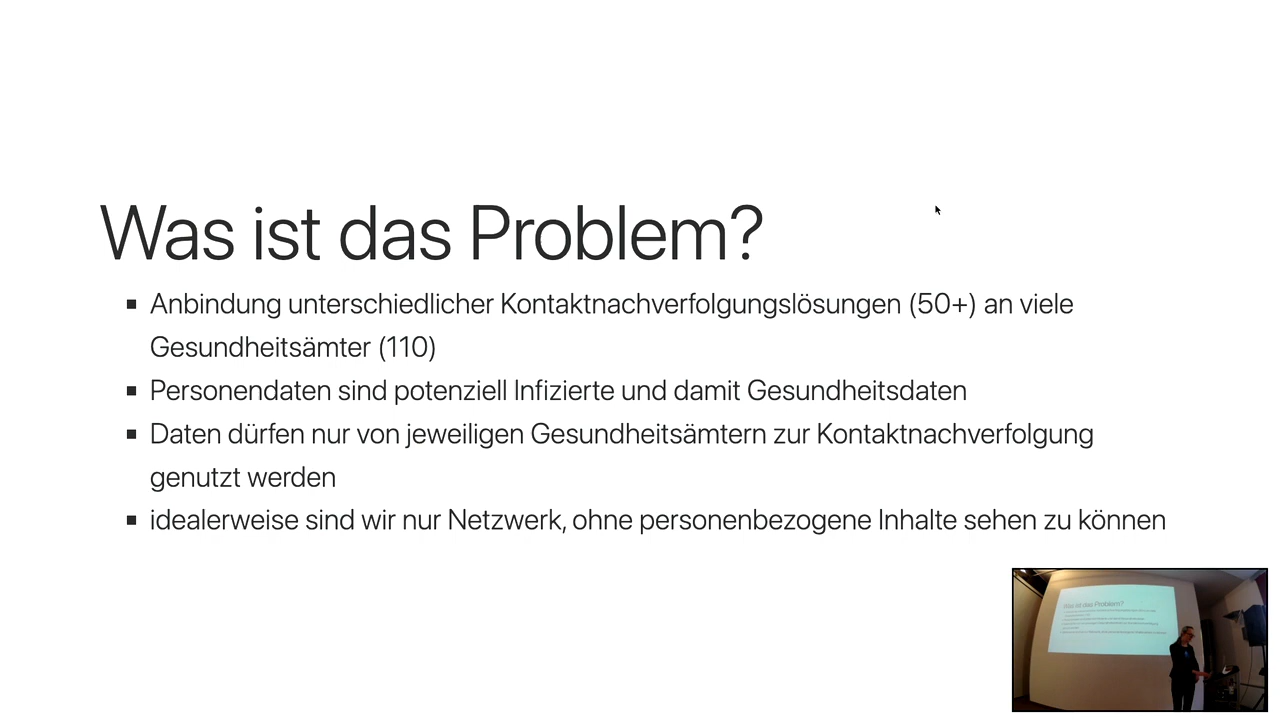 Was ist das Problem?
▪ Anbindung unterschiedlicher Kontaktnachverfolgungslösungen (50+) an viele
Gesundheitsämter (110)
▪ Personendaten sind potenziell Infizierte und damit Gesundheitsdaten
▪ Daten dürfen nur von jeweiligen Gesundheitsämtern zur Kontaktnachverfolgung
genutzt werden
▪ idealerweise sind wir nur Netzwerk, ohne personenbezogene Inhalte sehen zu können
Was ist das Problem?